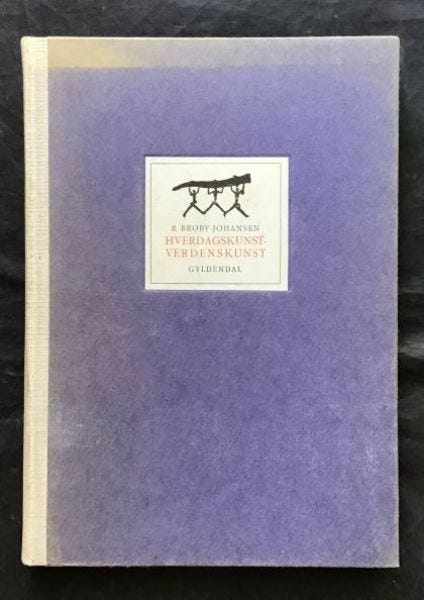 R. BROBY-JOHANSEN
HVERDAGSKUNST-
VERDENSKUNST
GYLDENDAL